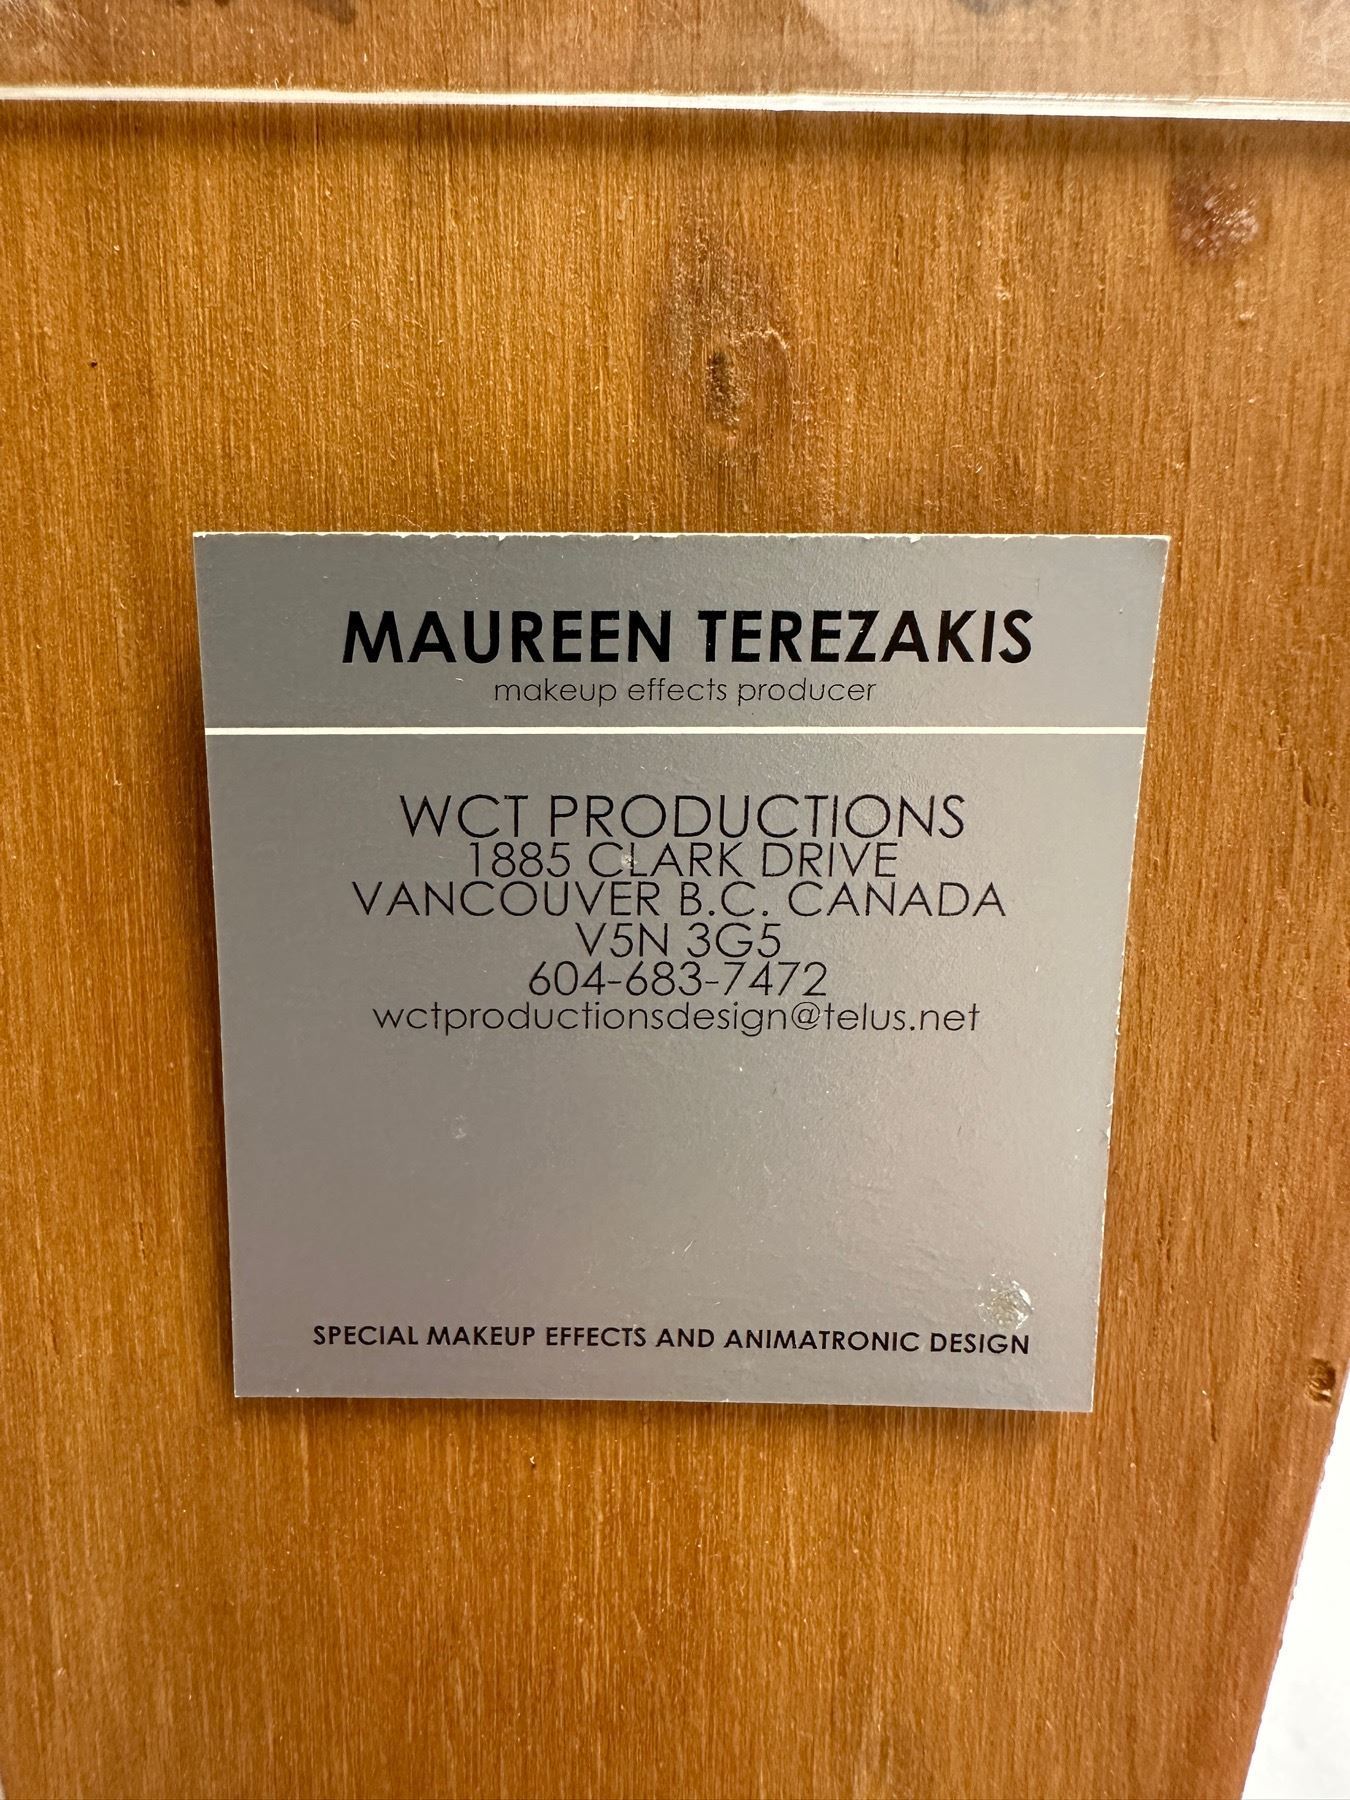 MAUREEN TEREZAKIS
makeup effects producer
WCT PRODUCTIONS
1885 CLARK DRIVE
VANCOUVER B.C. CANADA
V5N 3G5
604-683-7472
wctproductionsdesign@telus.net
SPECIAL MAKEUP EFFECTS AND ANIMATRONIC DESIGN